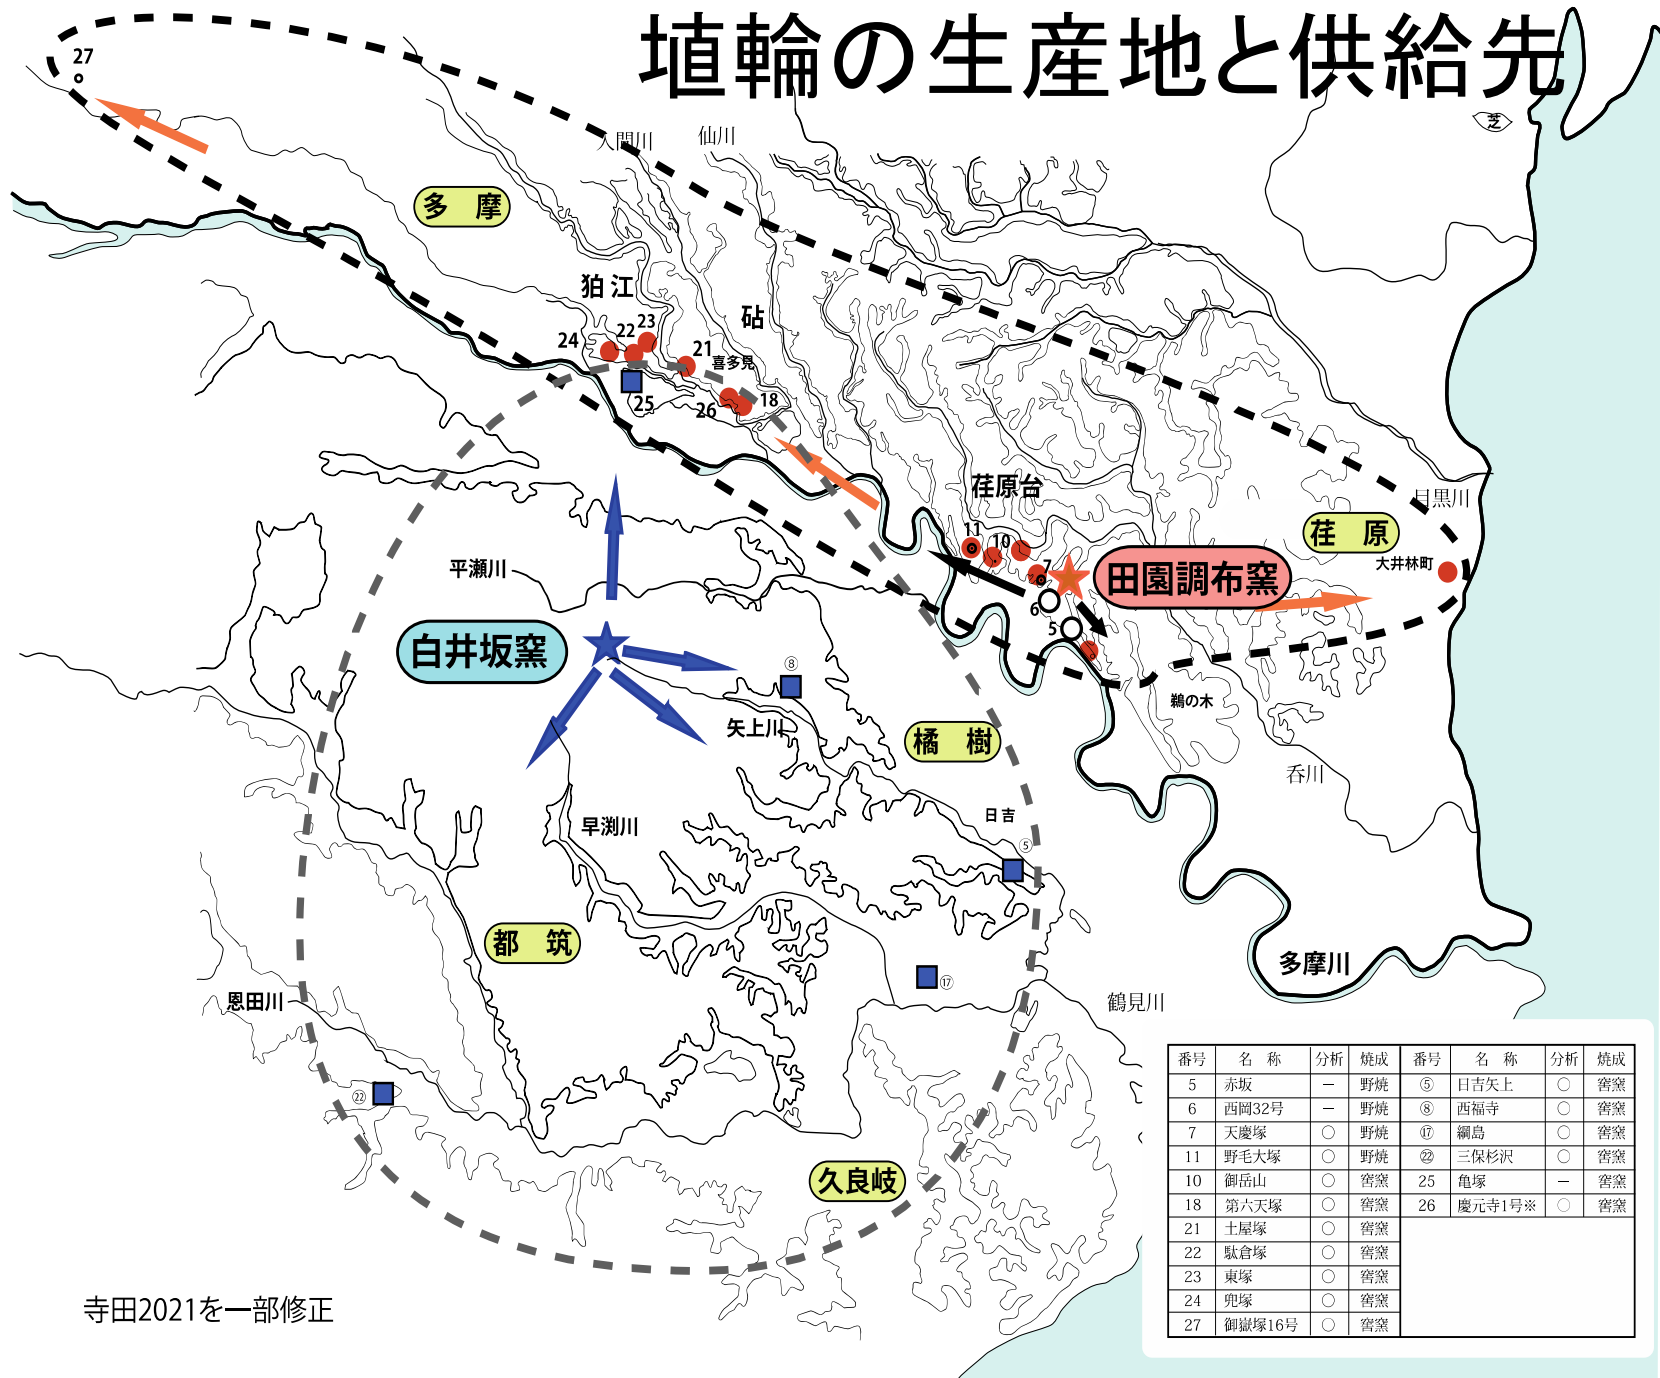 埴輪の生産地と供給先
27
芝
入間川
仙川
多 摩
狛江
砧
24
22
23
21
喜多見
25
26
18
荏原台
目黒川
荏 原
大井林町
11
10
7
田園調布窯
6
5
平瀬川
白井坂窯
⑧
鵜の木
矢上川
橘 樹
呑川
日吉
早渕川
⑤
都 筑
多摩川
⑰
恩田川
鶴見川
㉒
久良岐
番号 名 称 分析 焼成 番号 名 称 分析 焼成
5 赤坂 － 野焼 ⑤ 日吉矢上 ○ 窖窯
6 西岡32号 － 野焼 ⑧ 西福寺 ○ 窖窯
7 天慶塚 ○ 野焼 ⑰ 綱島 ○ 窖窯
11 野毛大塚 ○ 野焼 ㉒ 三保杉沢 ○ 窖窯
10 御岳山 ○ 窖窯 25 亀塚 － 窖窯
18 第六天塚 ○ 窖窯 26 慶元寺1号※ ○ 窖窯
21 土屋塚 ○ 窖窯
22 駄倉塚 ○ 窖窯
23 東塚 ○ 窖窯
24 兜塚 ○ 窖窯
27 御嶽塚16号 ○ 窖窯
寺田2021を一部修正